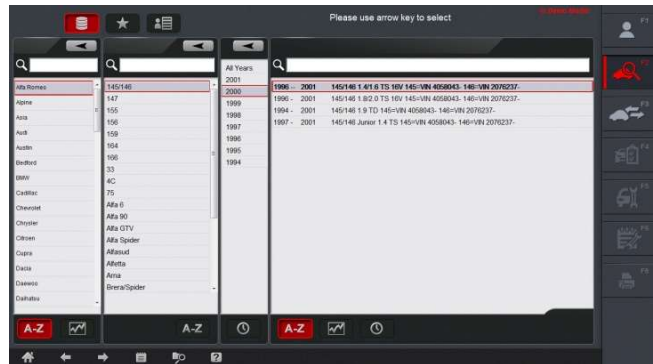 Please use arrow key to select
In Demo Mode!
F1
F2
F3
F4
F5
F8
Alfa Romeo
Alpine
Asia
Audi
Austin
Bedford
BMW
Cadillac
Chevrolet
Chrysler
Citroen
Cupra
Dacia
Daewoo
Daihatsu
145/146
147
155
156
159
164
166
33
4C
75
Alfa 6
Alfa 90
Alfa GTV
Alfa Spider
Alfasud
Alfetta
Arna
Brera/Spider
All Years
2001
2000
1999
1998
1997
1996
1995
1994
1996 - 2001 145/146 1.4/1.6 TS 16V 145=VIN 4058043- 146=VIN 2076237-
1996 - 2001 145/146 1.8/2.0 TS 16V 145=VIN 4058043- 146=VIN 2076237-
1994 - 2001 145/146 1.9 TD 145=VIN 4058043- 146=VIN 2076237-
1997 - 2001 145/146 Junior 1.4 TS 145=VIN 4058043- 146=VIN 2076237-
A-Z
A-Z
A-Z